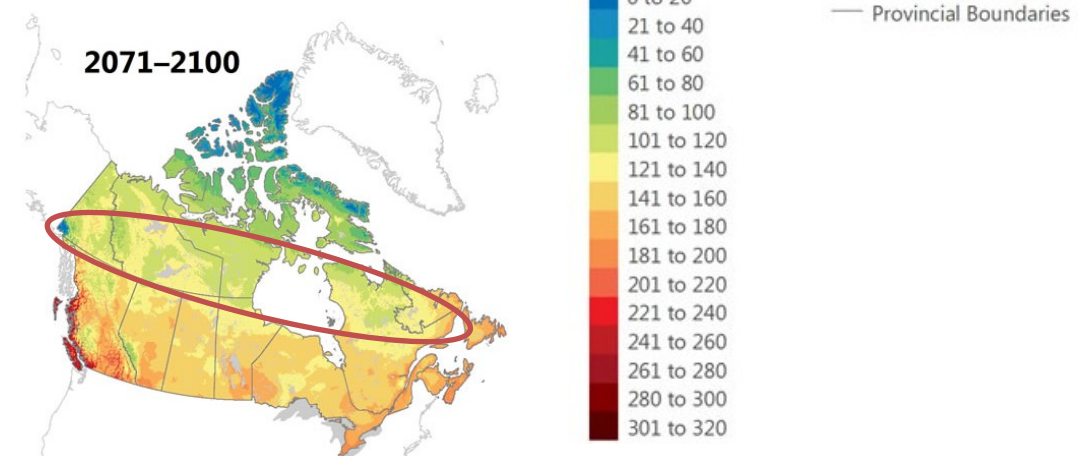 2071–2100
21 to 40
41 to 60
61 to 80
81 to 100
101 to 120
121 to 140
141 to 160
161 to 180
181 to 200
201 to 220
221 to 240
241 to 260
261 to 280
280 to 300
301 to 320
Provincial Boundaries